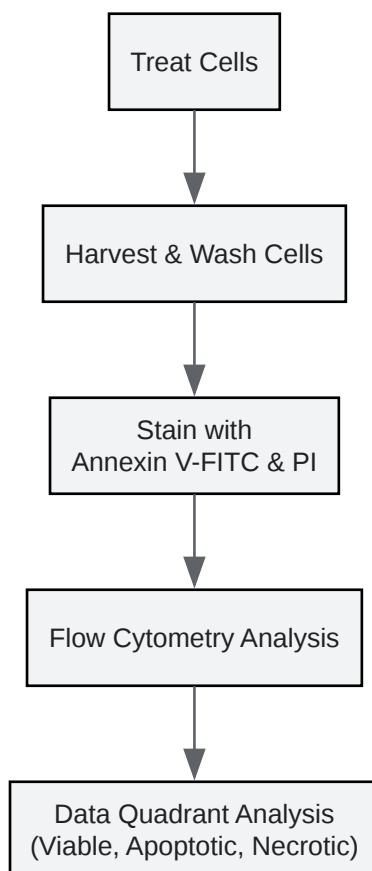 Treat Cells
Harvest & Wash Cells
Stain with
Annexin V-FITC & PI
Flow Cytometry Analysis
Data Quadrant Analysis
(Viable, Apoptotic, Necrotic)